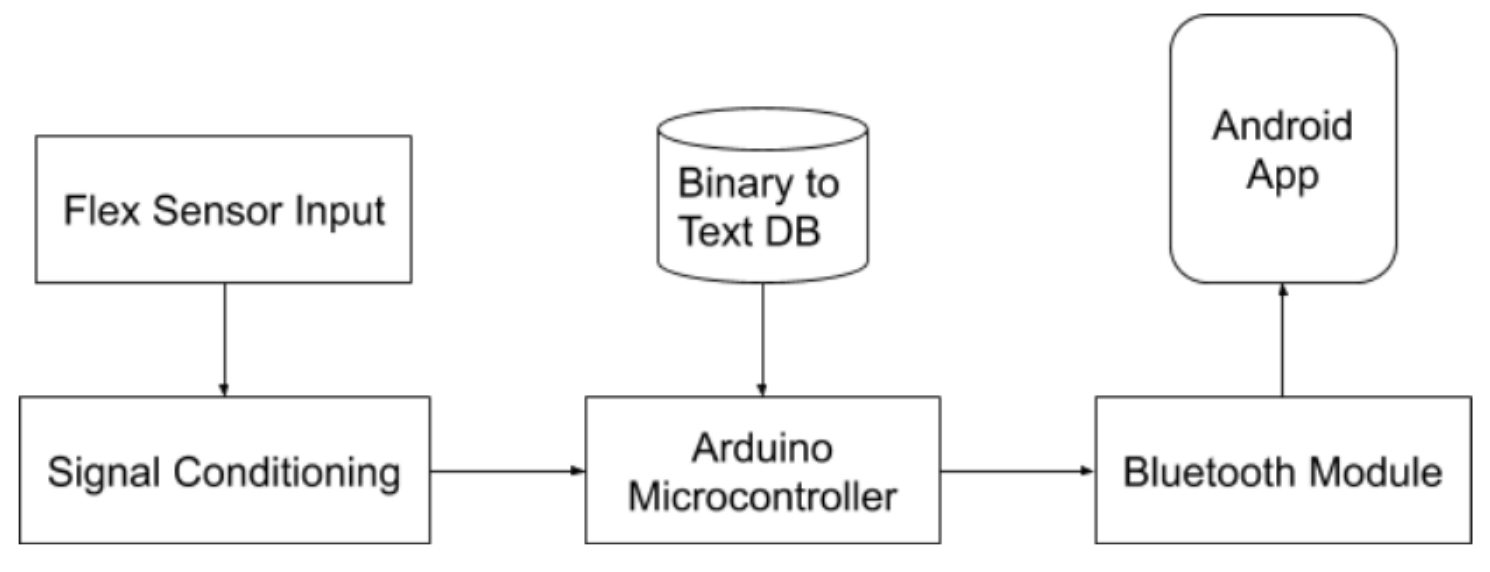 Flex Sensor Input
Binary to
Text DB
Android
App
Signal Conditioning
Arduino
Microcontroller
Bluetooth Module